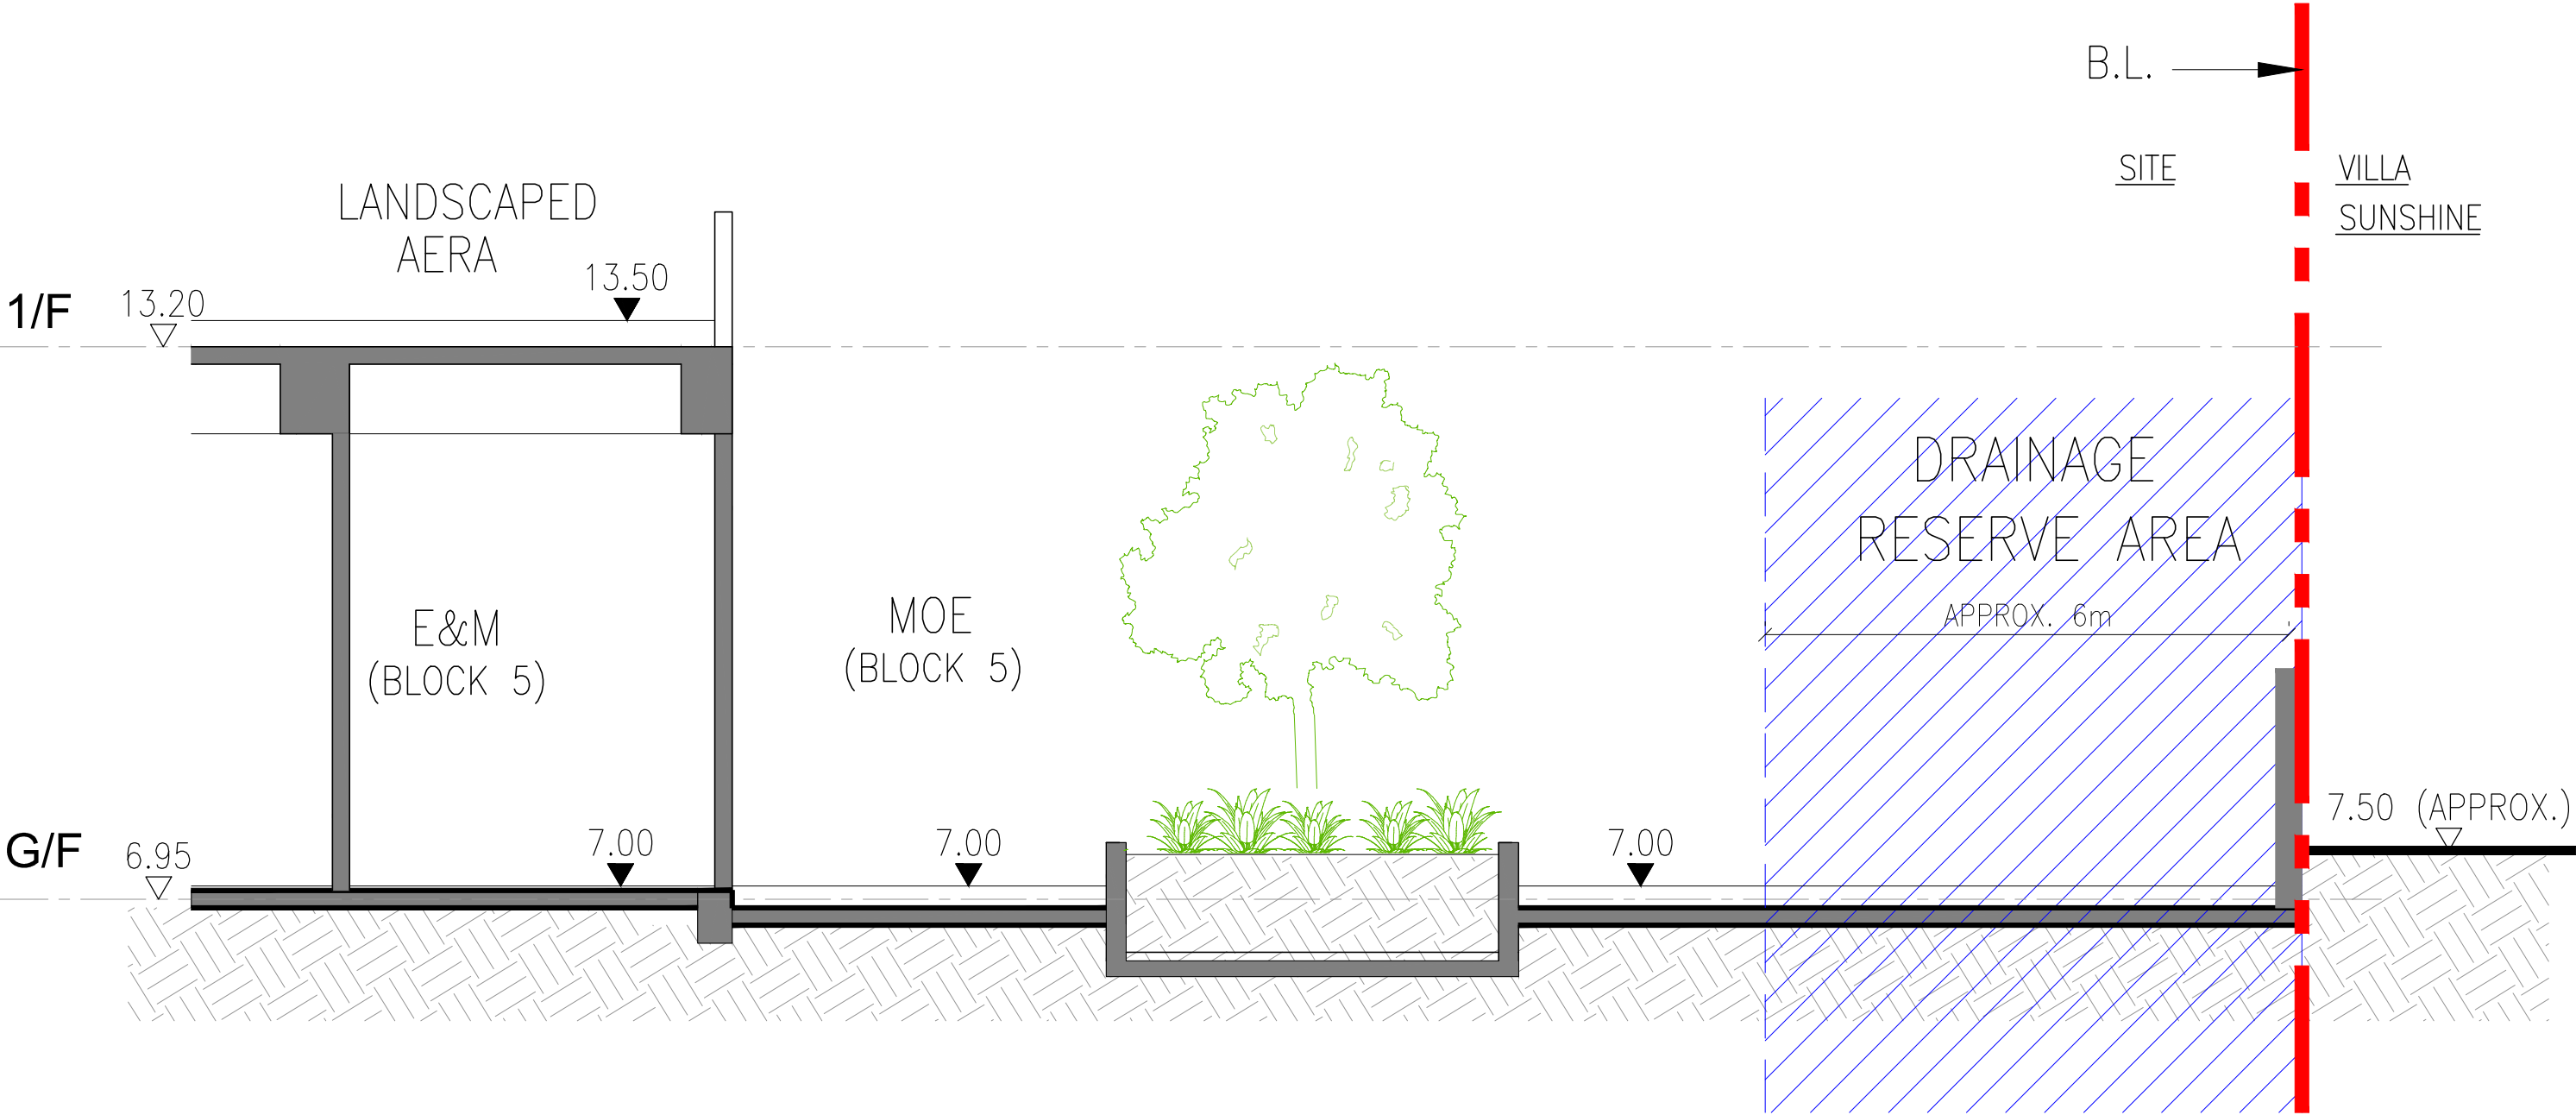 B.L.
SITE
VILLA
SUNSHINE
LANDSCAPED
AERA
13.50
1/F
13.20
DRAINAGE
RESERVE AREA
APPROX. 6m
E&M
(BLOCK 5)
MOE
(BLOCK 5)
7.50 (APPROX.)
G/F
6.95
7.00
7.00
7.00